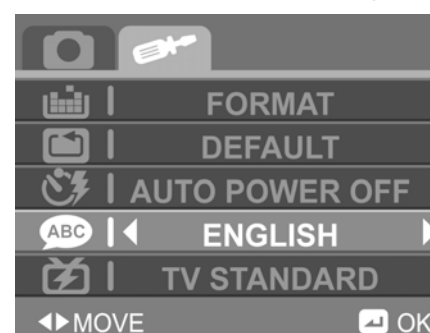 FORMAT
DEFAULT
AUTO POWER OFF
ABC ENGLISH
TV STANDARD
MOVE OK